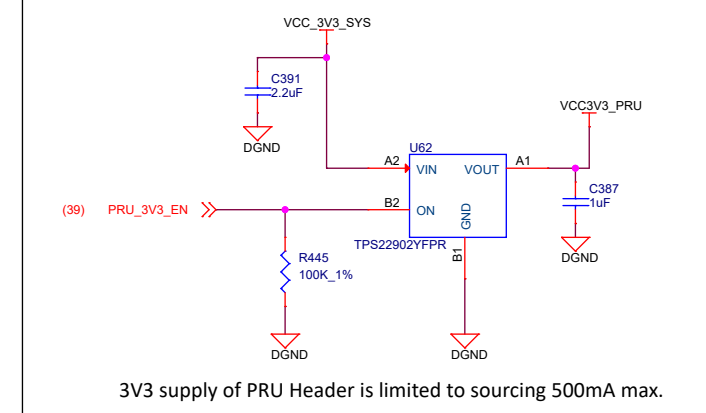 VCC_3V3_SYS
C391
2.2uF
DGND
VCC3V3_PRU
U62
A2
VIN
VOUT
A1
(39)
PRU_3V3_EN
B2
ON
GND
C387
1uF
DGND
TPS22902YFPR
B1
R445
100K_1%
DGND
DGND
3V3 supply of PRU Header is limited to sourcing 500mA max.